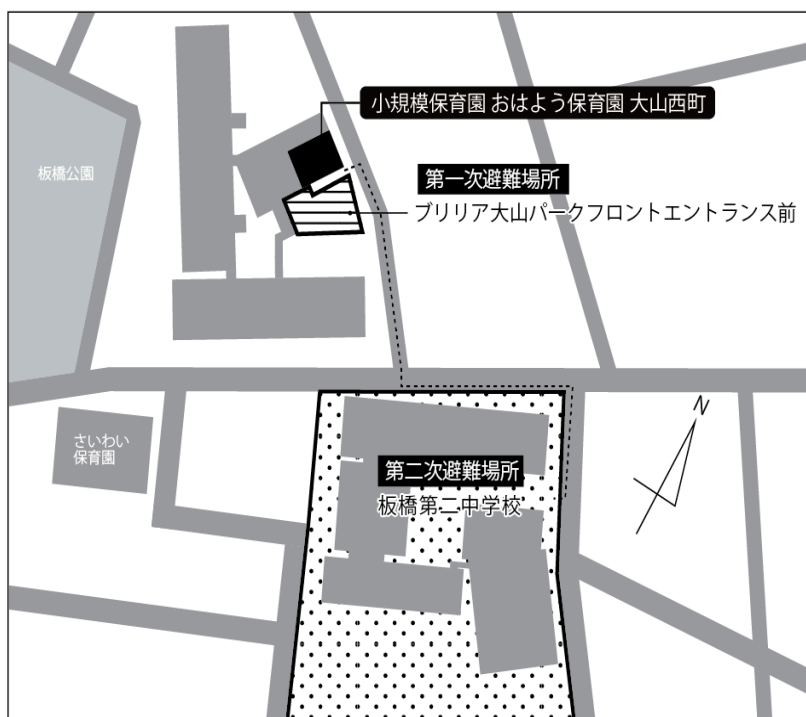 小規模保育園 おはよう保育園 大山西町
板橋公園
第一次避難場所
ブリリア大山パークフロントエントランス前
N
さいわい
保育園
第二次避難場所
板橋第二中学校